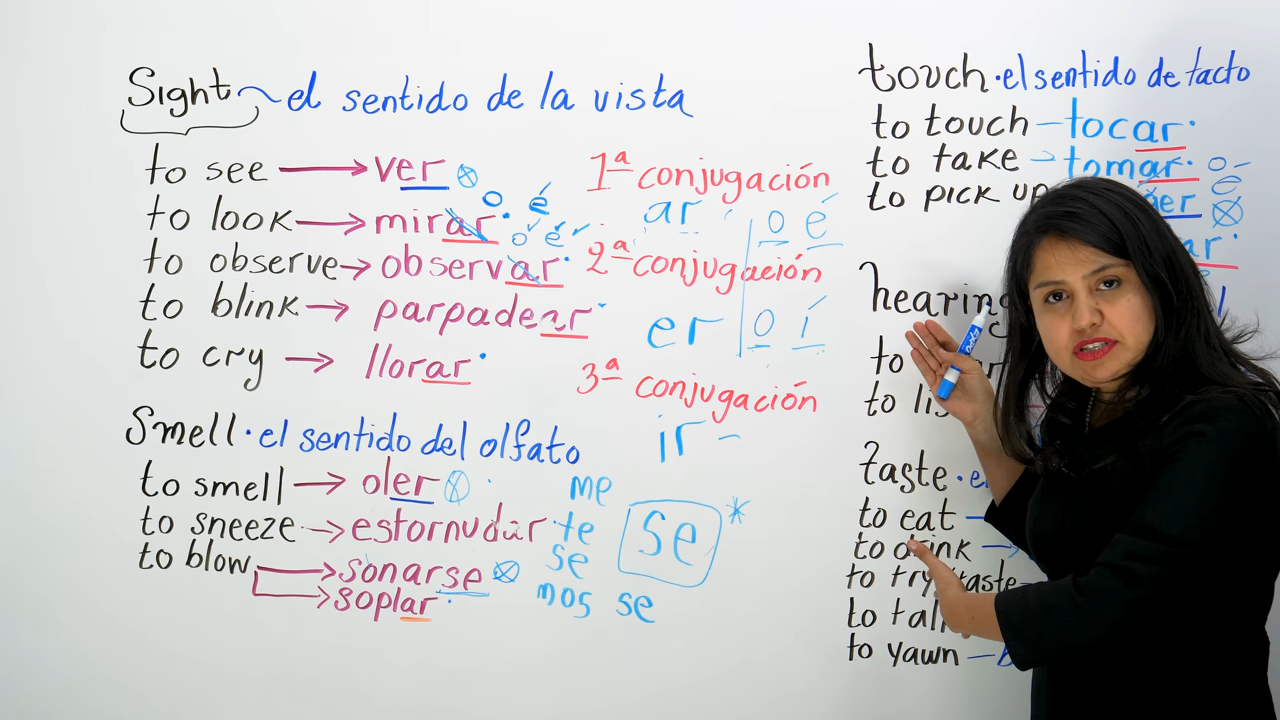 Sight el sentido de la vista
to see ver
to look mirar o é
to observe observar o é
to blink parpadear
to cry llorar
Smell · el sentido del olfato
to smell oler
to sneeze estornudar
to blow sonarse
soplar
1ª conjugación
ar o é
2ª conjugación
er o í
3ª conjugación
ir -
me
te
se
nos se
se *
touch · el sentido de tacto
to touch - tocar
to take tomar o -
to pick up er e
ar
hearing
to
to lis
taste · e
to eat
to drink
to try/taste
to tal
to yawn - b